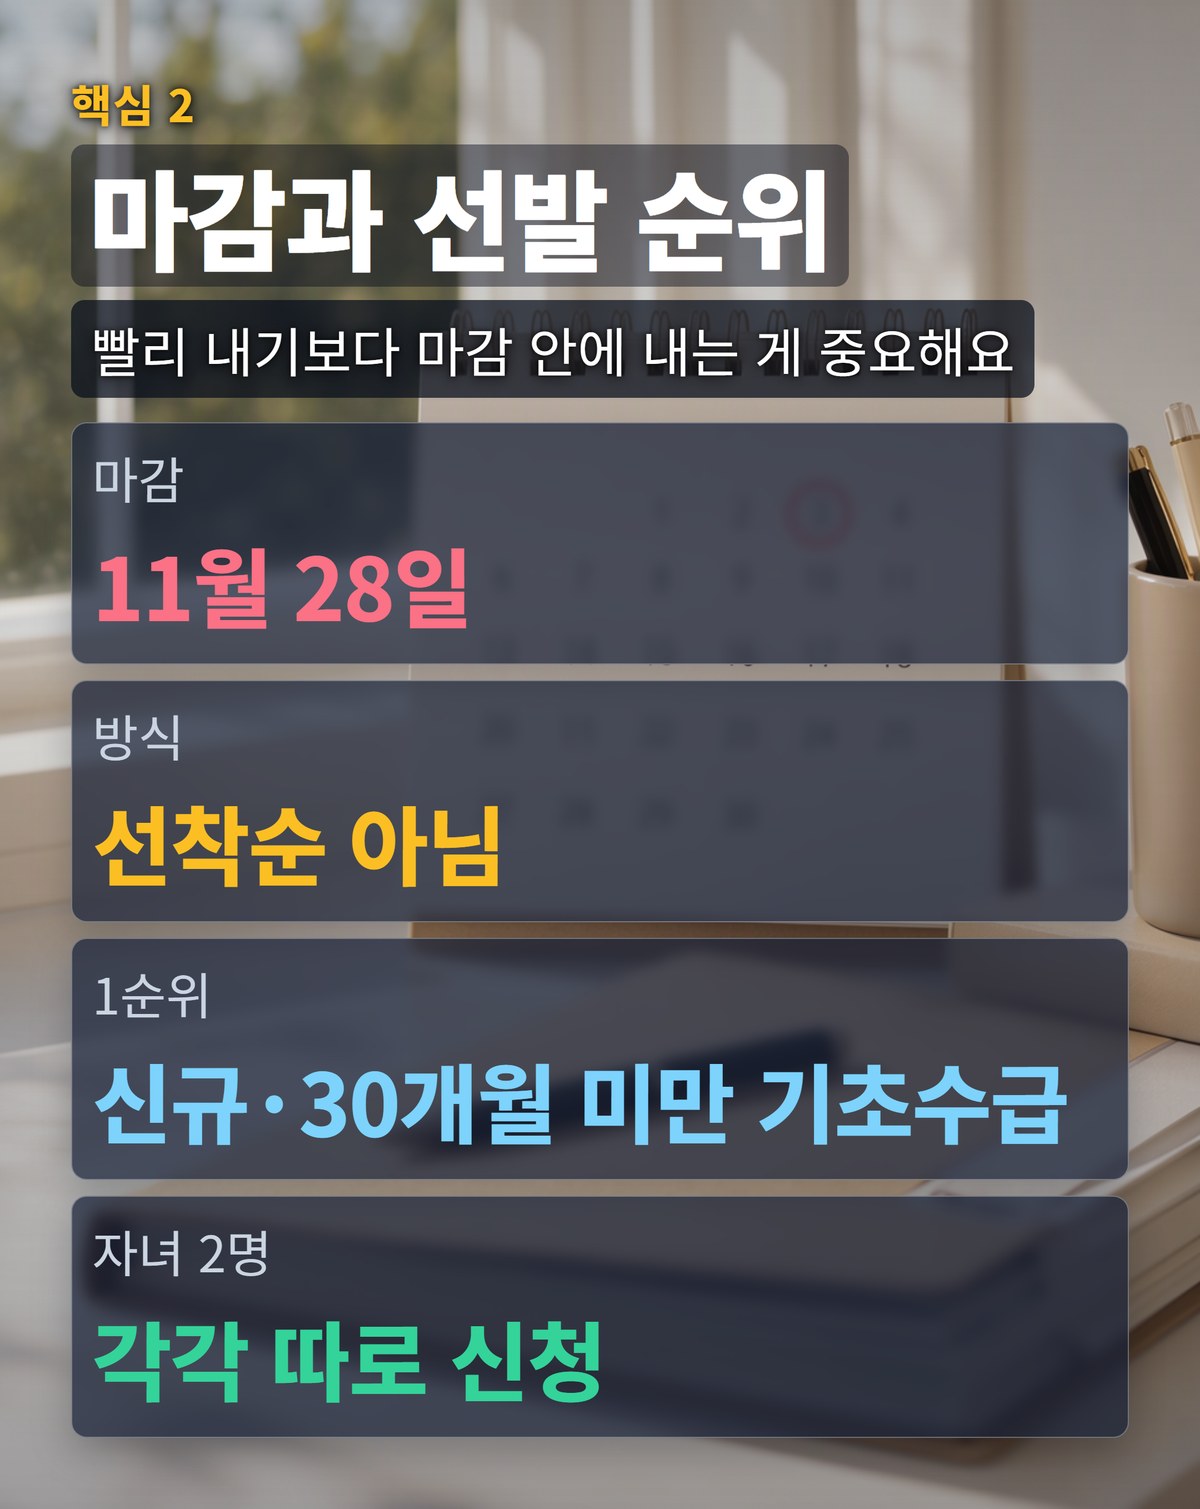 핵심 2
마감과 선발 순위
빨리 내기보다 마감 안에 내는 게 중요해요
마감
11월 28일
방식
선착순 아님
1순위
신규·30개월 미만 기초수급
자녀 2명
각각 따로 신청